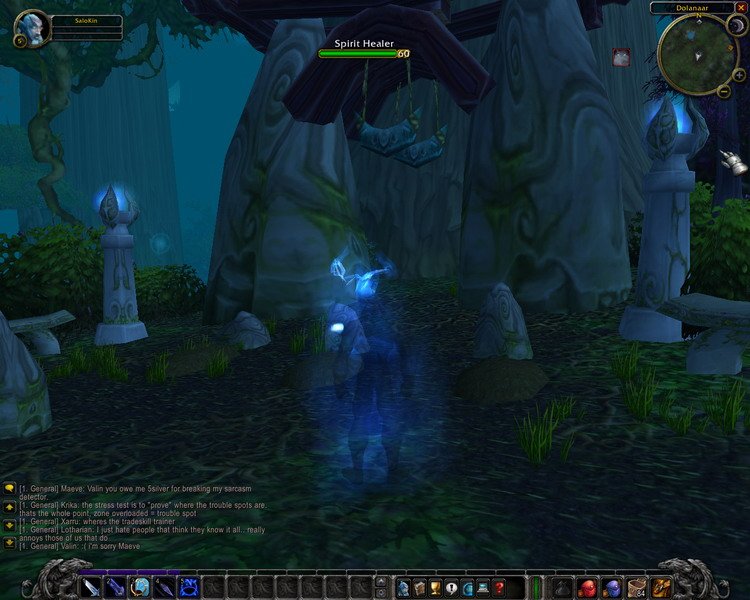 SaloKin
Dolanaar
N
Spirit Healer
60
5
[1. General] Maeve: Valin you owe me 5silver for breaking my sarcasm
detector.
[1. General] Krika: the stress test is to "prove" where the trouble spots are.
thats the whole point, zone overloaded = trouble spot
[1. General] Xarru: wheres the tradeskill trainer
[1. General] Lotharian: I just hate people that think they know it all.. really
annoys those of us that do
[1. General] Valin: :( I'm sorry Maeve
84